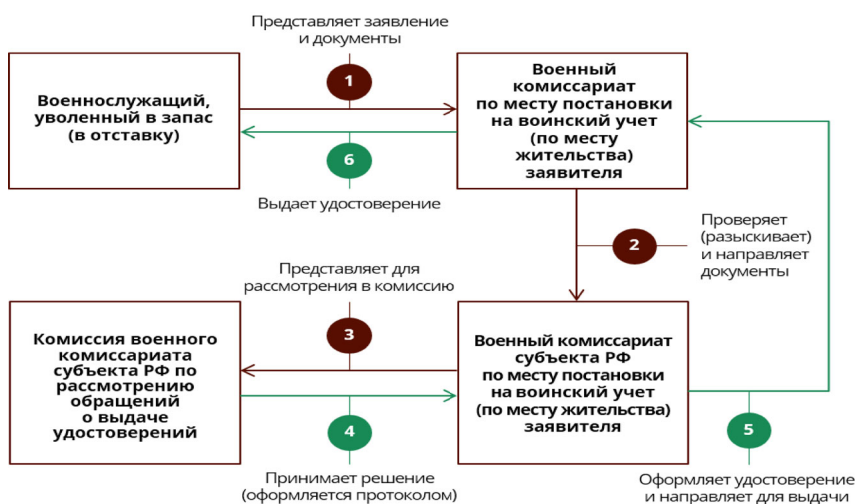 Представляет заявление
и документы
1
Военнослужащий,
уволенный в запас
(в отставку)
Военный
комиссариат
по месту постановки
на воинский учет
(по месту
жительства)
заявителя
6
Выдает удостоверение
2
Проверяет
(разыскивает)
и направляет
документы
Представляет для
рассмотрения в комиссию
3
Комиссия военного
комиссариата
субъекта РФ по
рассмотрению
обращений
о выдаче
удостоверений
Военный комиссариат
субъекта РФ
по месту постановки
на воинский учет
(по месту жительства)
заявителя
4
Принимает решение
(оформляется протоколом)
5
Оформляет удостоверение
и направляет для выдачи